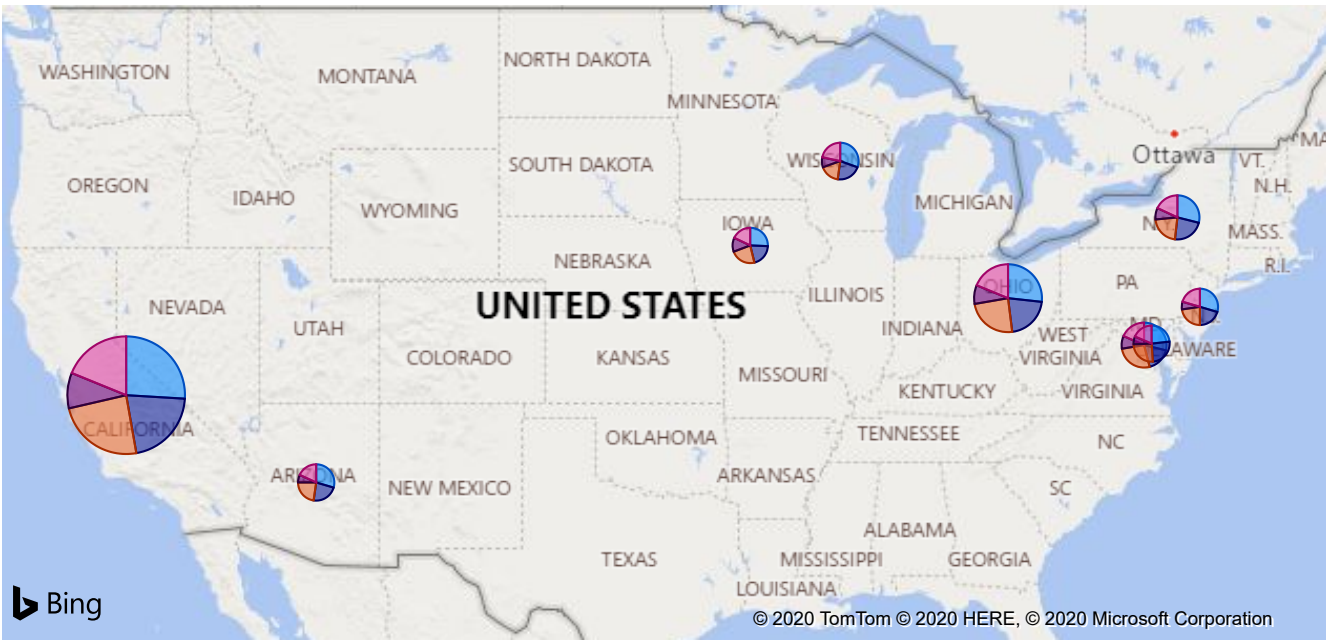 WASHINGTON
MONTANA
NORTH DAKOTA
MINNESOTA
Ottawa
VT.
"MA
OREGON
IDAHO
WYOMING
SOUTH DAKOTA
WISCONSIN
MICHIGAN
N.H.
IOWA
N.Y.
MASS.
NEBRASKA
R.I.
NEVADA
UTAH
UNITED STATES
ILLINOIS
INDIANA
OHIO
PA
WEST
VIRGINIA
MD
COLORADO
KANSAS
MISSOURI
KENTUCKY
VIRGINIA
CALIFORNIA
ARIZONA
NEW MEXICO
OKLAHOMA
ARKANSAS
TENNESSEE
NC
SC
TEXAS
MISSISSIPPI
ALABAMA
GEORGIA
LOUISIANA
Bing
© 2020 TomTom © 2020 HERE, © 2020 Microsoft Corporation